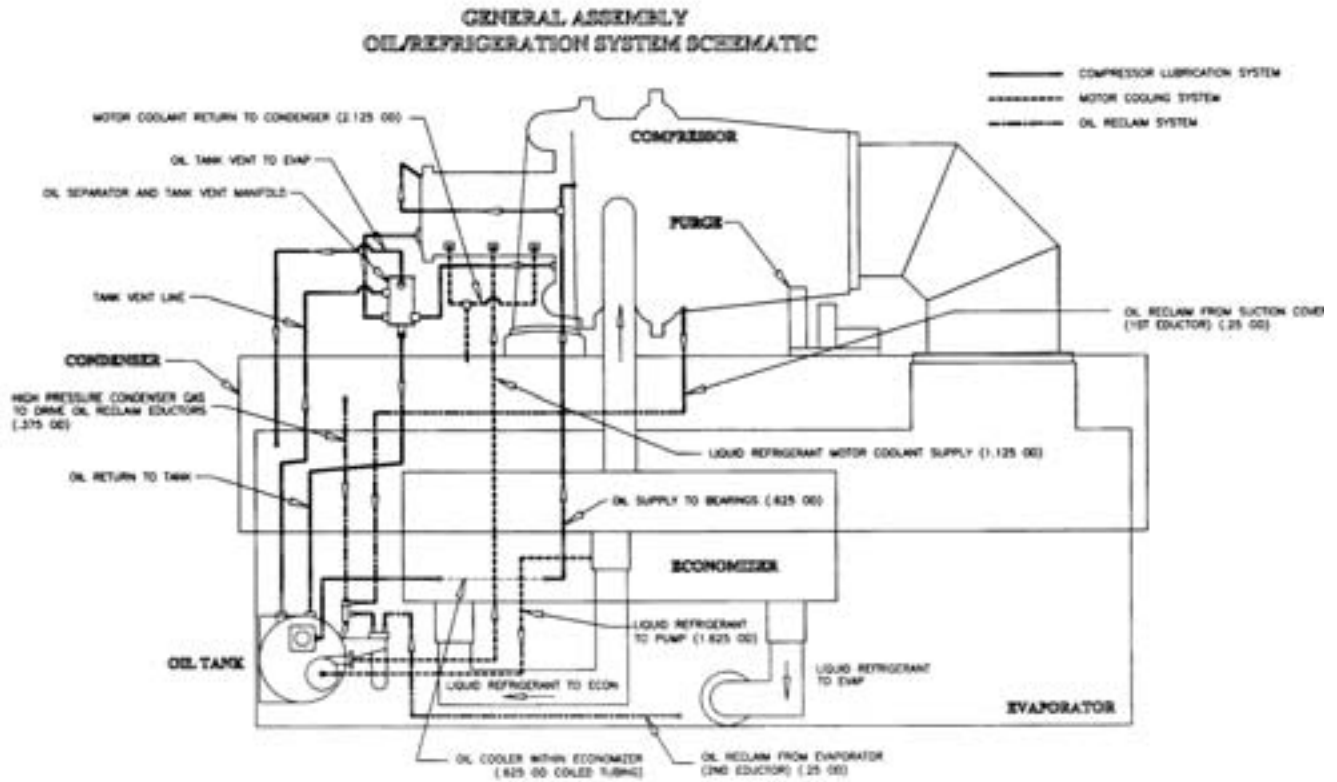 GENERAL ASSEMBLY
OIL/REFRIGERATION SYSTEM SCHEMATIC
COMPRESSOR LUBRICATION SYSTEM
MOTOR COOLING SYSTEM
OIL RECLAIM SYSTEM
MOTOR COOLANT RETURN TO CONDENSER (2.125 OD)
COMPRESSOR
OIL TANK VENT TO EVAP
OIL SEPARATOR AND TANK VENT MANIFOLD
PURGE
TANK VENT LINE
OIL RECLAIM FROM SUCTION COVER
(1ST EDUCTOR) (.25 OD)
CONDENSER
HIGH PRESSURE CONDENSER GAS
TO DRIVE OIL RECLAIM EDUCTORS
(.375 OD)
LIQUID REFRIGERANT MOTOR COOLANT SUPPLY (1.125 OD)
OIL RETURN TO TANK
OIL SUPPLY TO BEARINGS (.625 OD)
ECONOMIZER
LIQUID REFRIGERANT
TO PUMP (1.625 OD)
OIL TANK
LIQUID REFRIGERANT
TO EVAP
LIQUID REFRIGERANT TO ECON
EVAPORATOR
OIL COOLER WITHIN ECONOMIZER
(.625 OD COILED TUBING)
OIL RECLAIM FROM EVAPORATOR
(2ND EDUCTOR) (.25 OD)